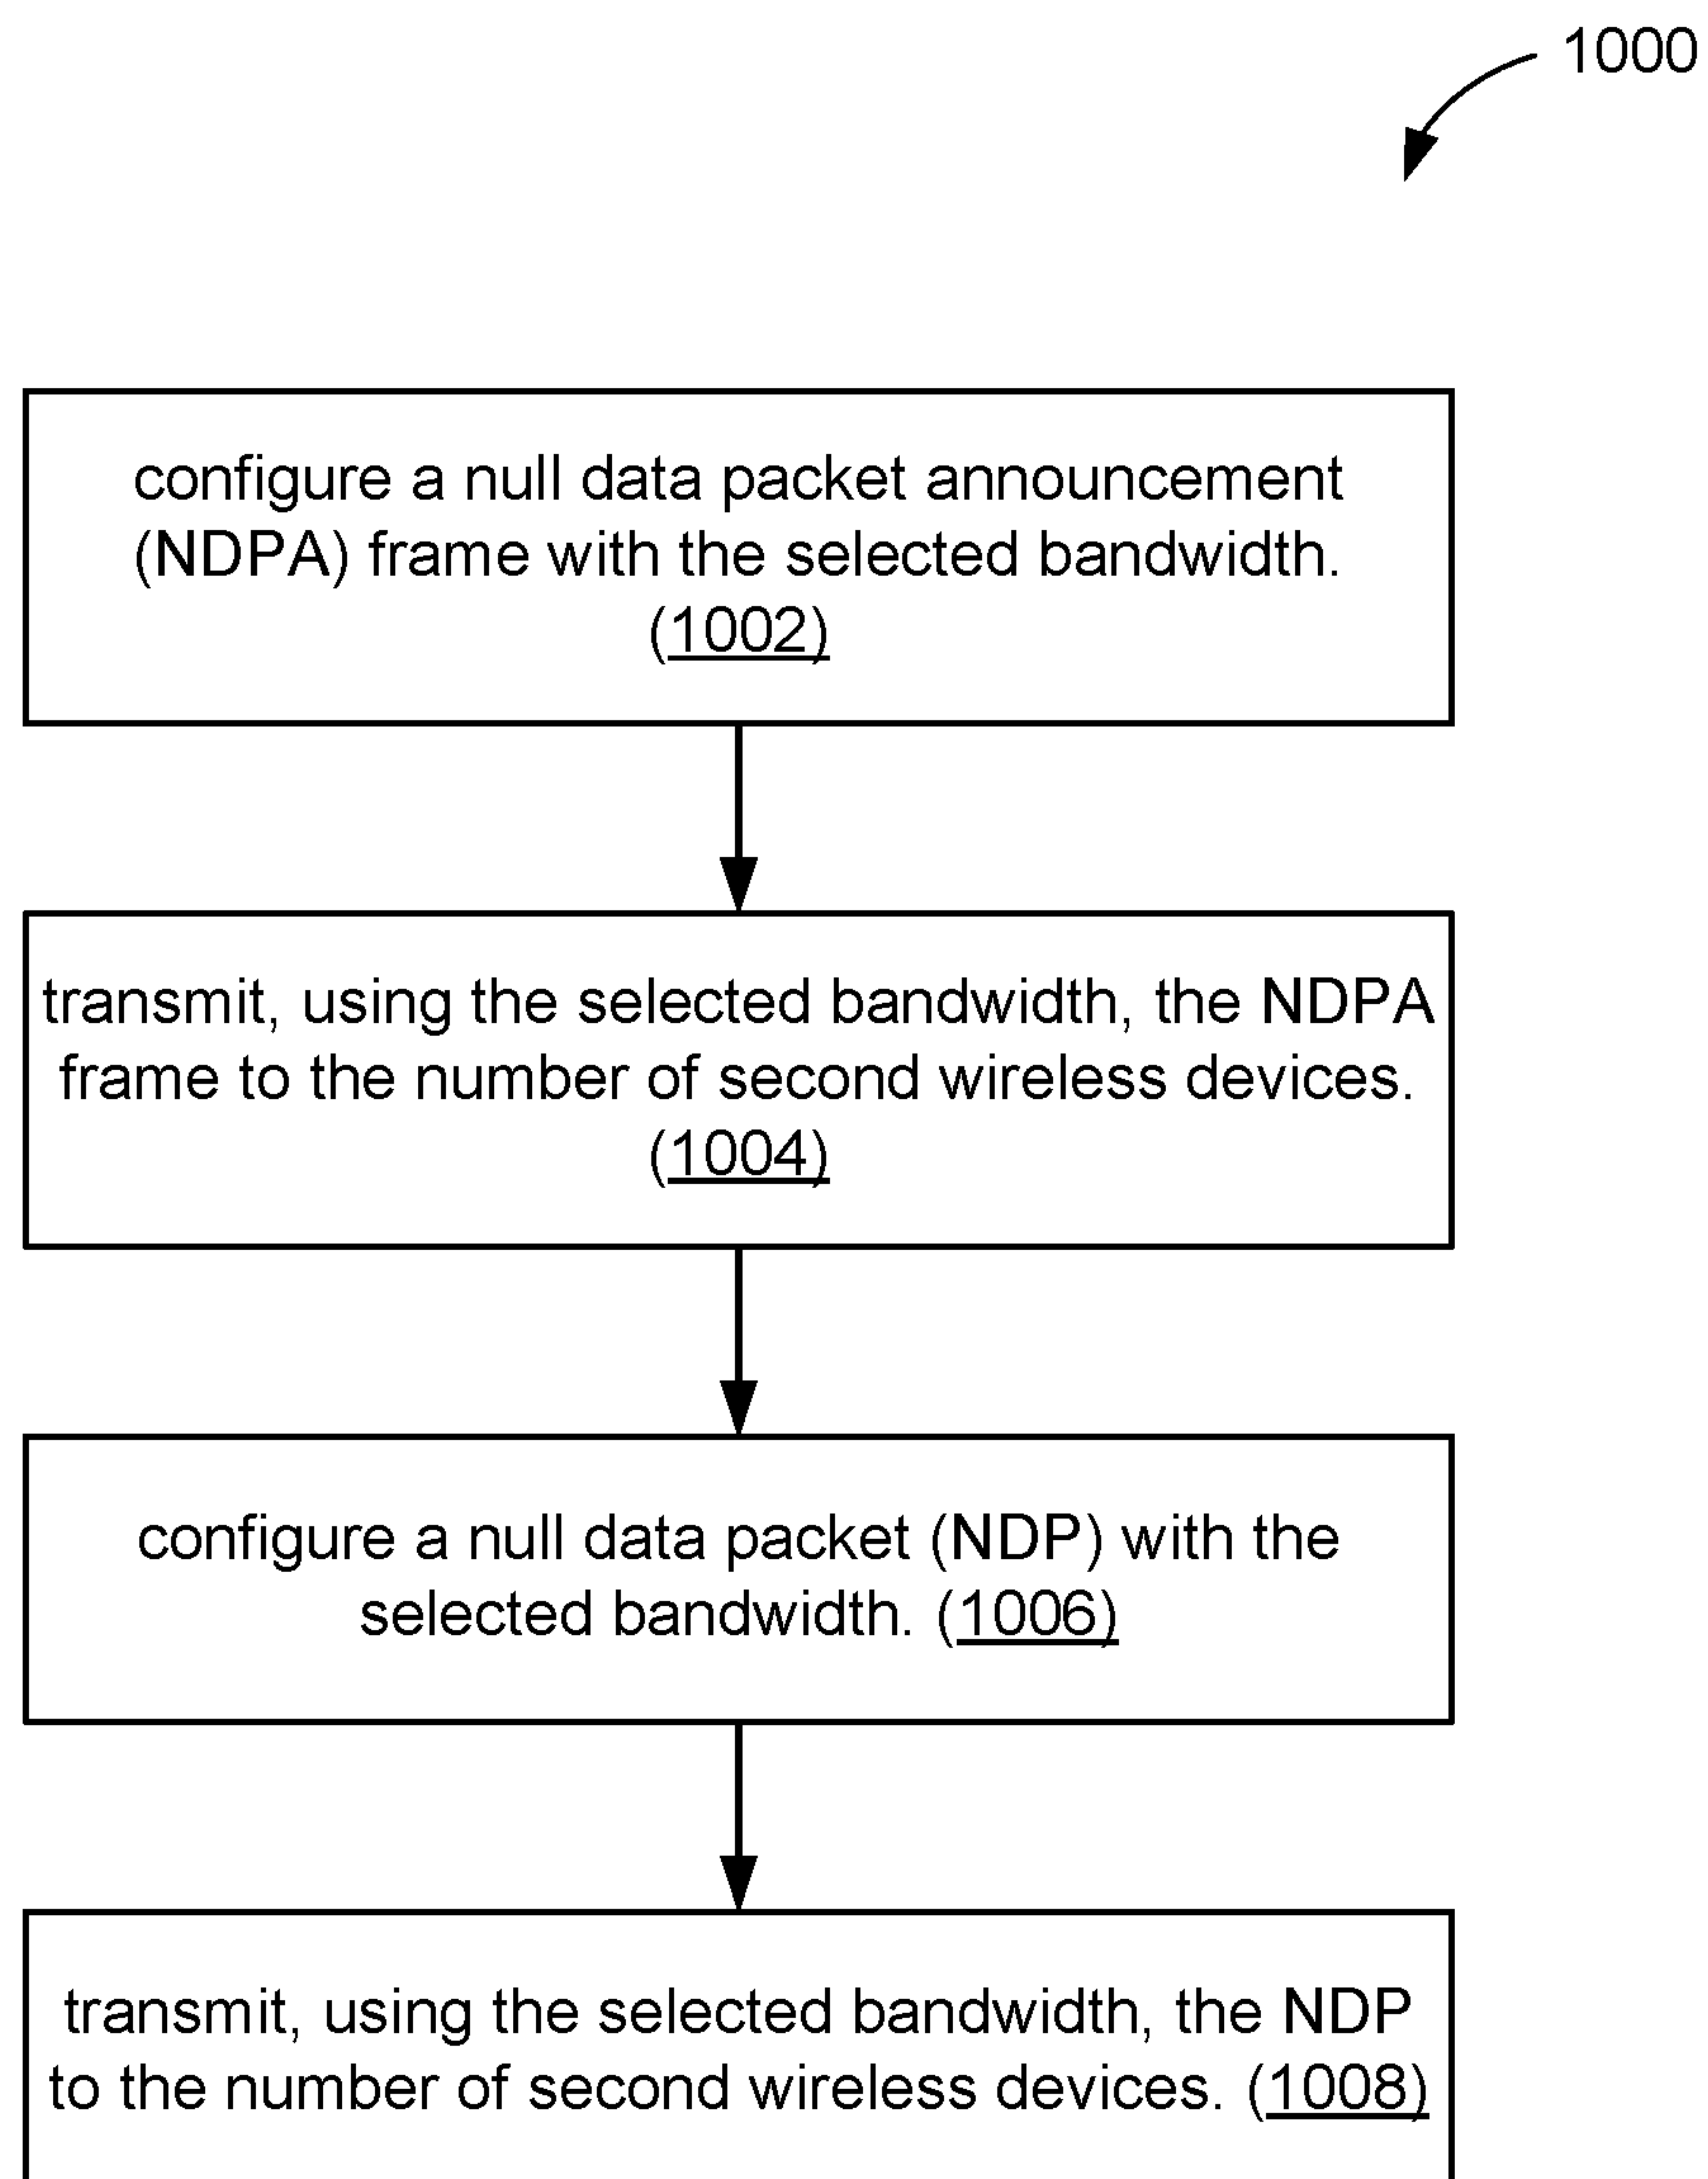 1000
configure a null data packet announcement
(NDPA) frame with the selected bandwidth.
(1002)
transmit, using the selected bandwidth, the NDPA
frame to the number of second wireless devices.
(1004)
configure a null data packet (NDP) with the
selected bandwidth. (1006)
transmit, using the selected bandwidth, the NDP
to the number of second wireless devices. (1008)